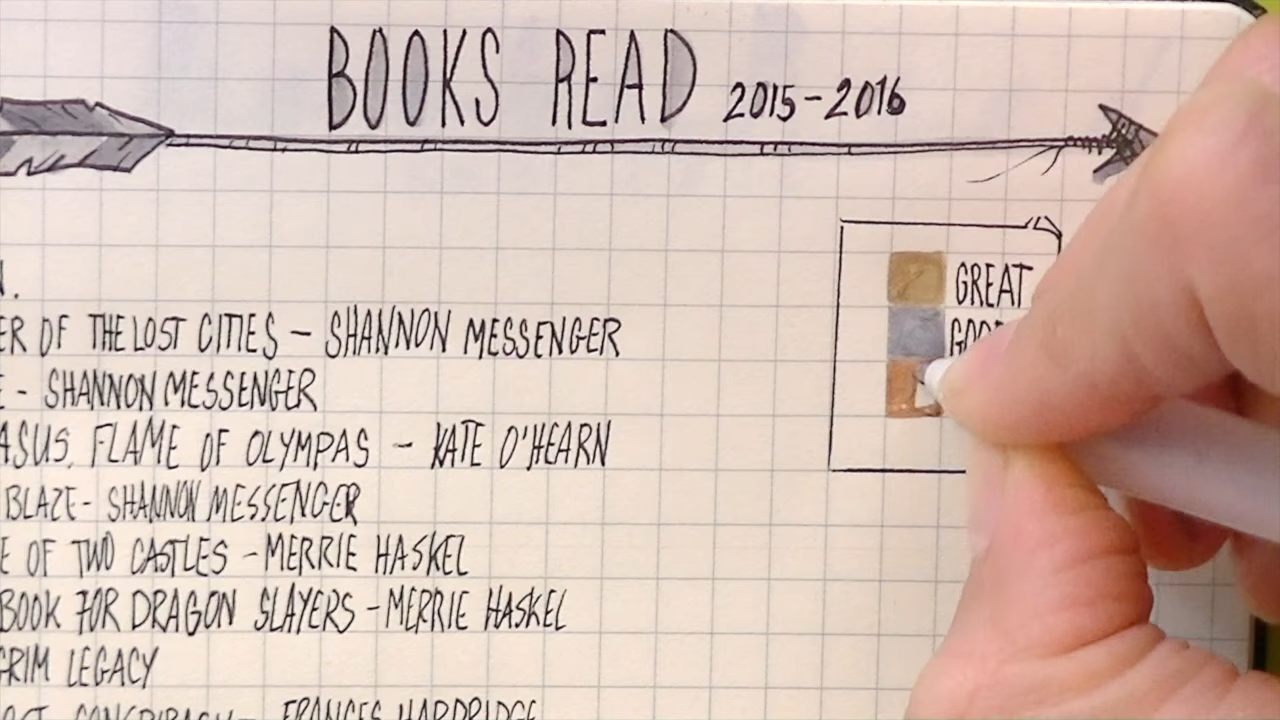 BOOKS READ 2015-2016
GREAT
ER OF THE LOST CITIES - SHANNON MESSENGER
- SHANNON MESSENGER
ASUS. FLAME OF OLYMPAS - KATE O'HEARN
BLAZE - SHANNON MESSENGER
E OF TWO CASTLES - MERRIE HASKEL
BOOK FOR DRAGON SLAYERS - MERRIE HASKEL
GRIM LEGACY